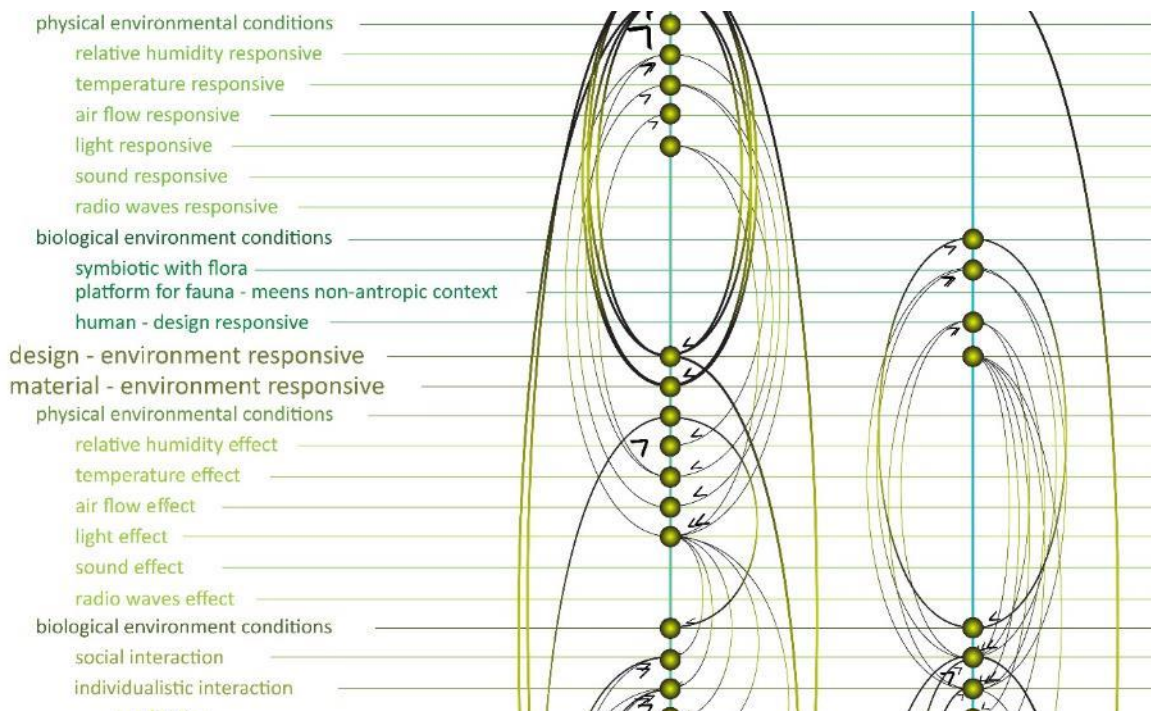 physical environmental conditions
relative humidity responsive
temperature responsive
air flow responsive
light responsive
sound responsive
radio waves responsive
biological environment conditions
symbiotic with flora
platform for fauna - meens non-antropic context
human - design responsive
design - environment responsive
material - environment responsive
physical environmental conditions
relative humidity effect
temperature effect
air flow effect
light effect
sound effect
radio waves effect
biological environment conditions
social interaction
individualistic interaction